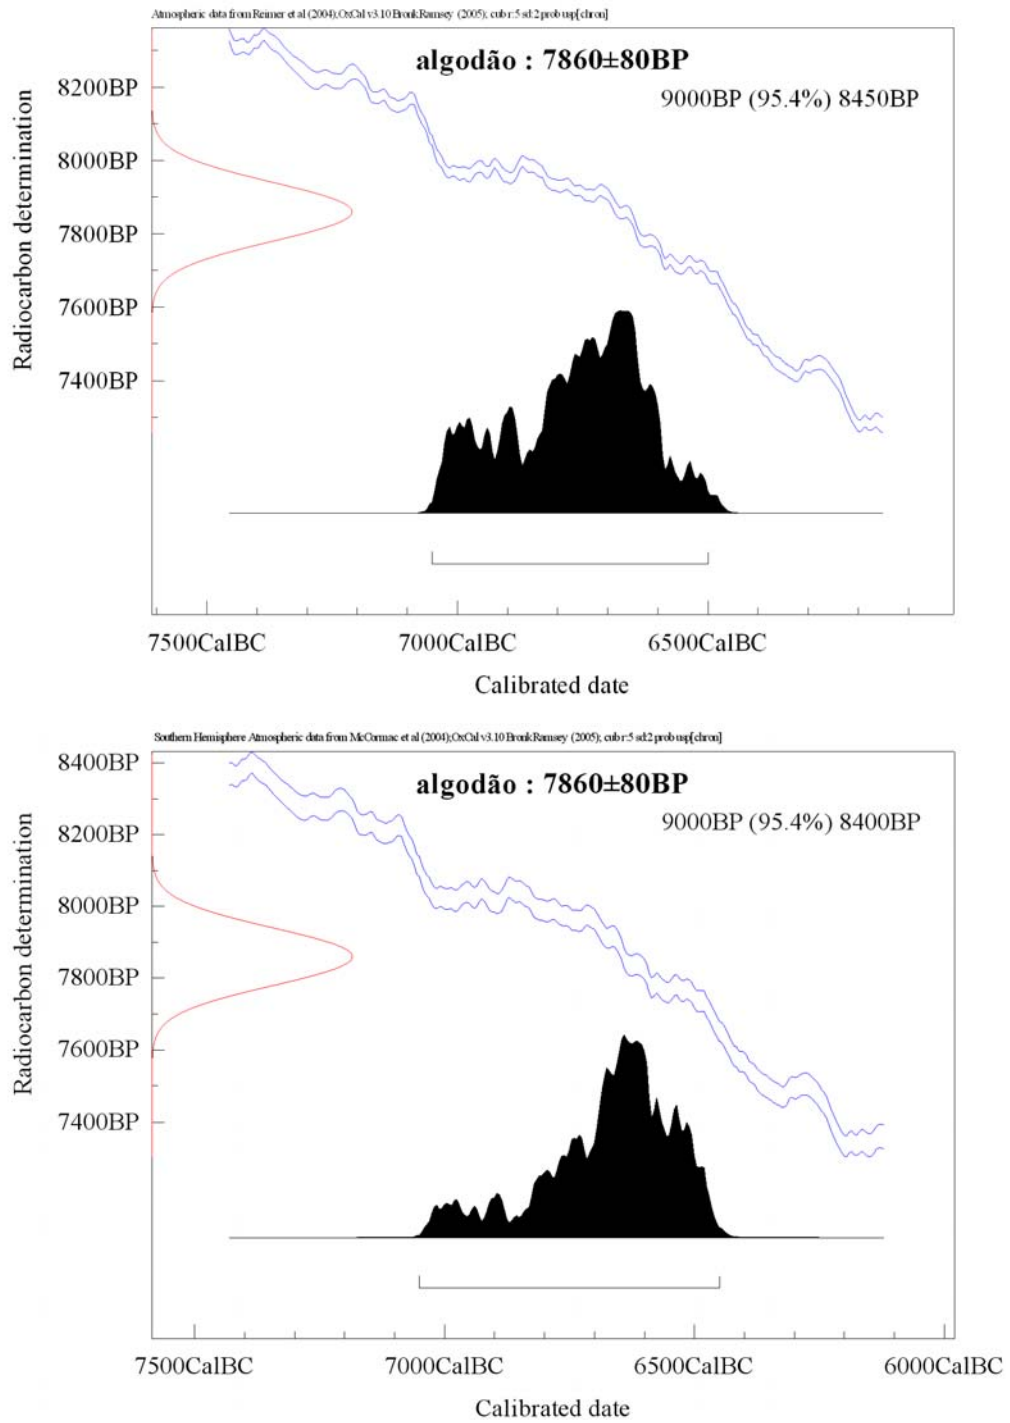 Atmospheric data from Reimer et al (2004);OxCal v3.10 Bronk Ramsey (2005); cub r:5 sd:2 prob usp[chron]
algodão : 7860±80BP
9000BP (95.4%) 8450BP
Radiocarbon determination
8200BP
8000BP
7800BP
7600BP
7400BP
7500CalBC 7000CalBC 6500CalBC
Calibrated date
Southern Hemisphere Atmospheric data from McCormac et al (2004);OxCal v3.10 Bronk Ramsey (2005); cub r:5 sd:2 prob usp[chron]
algodão : 7860±80BP
9000BP (95.4%) 8400BP
Radiocarbon determination
8400BP
8200BP
8000BP
7800BP
7600BP
7400BP
7500CalBC 7000CalBC 6500CalBC 6000CalBC
Calibrated date